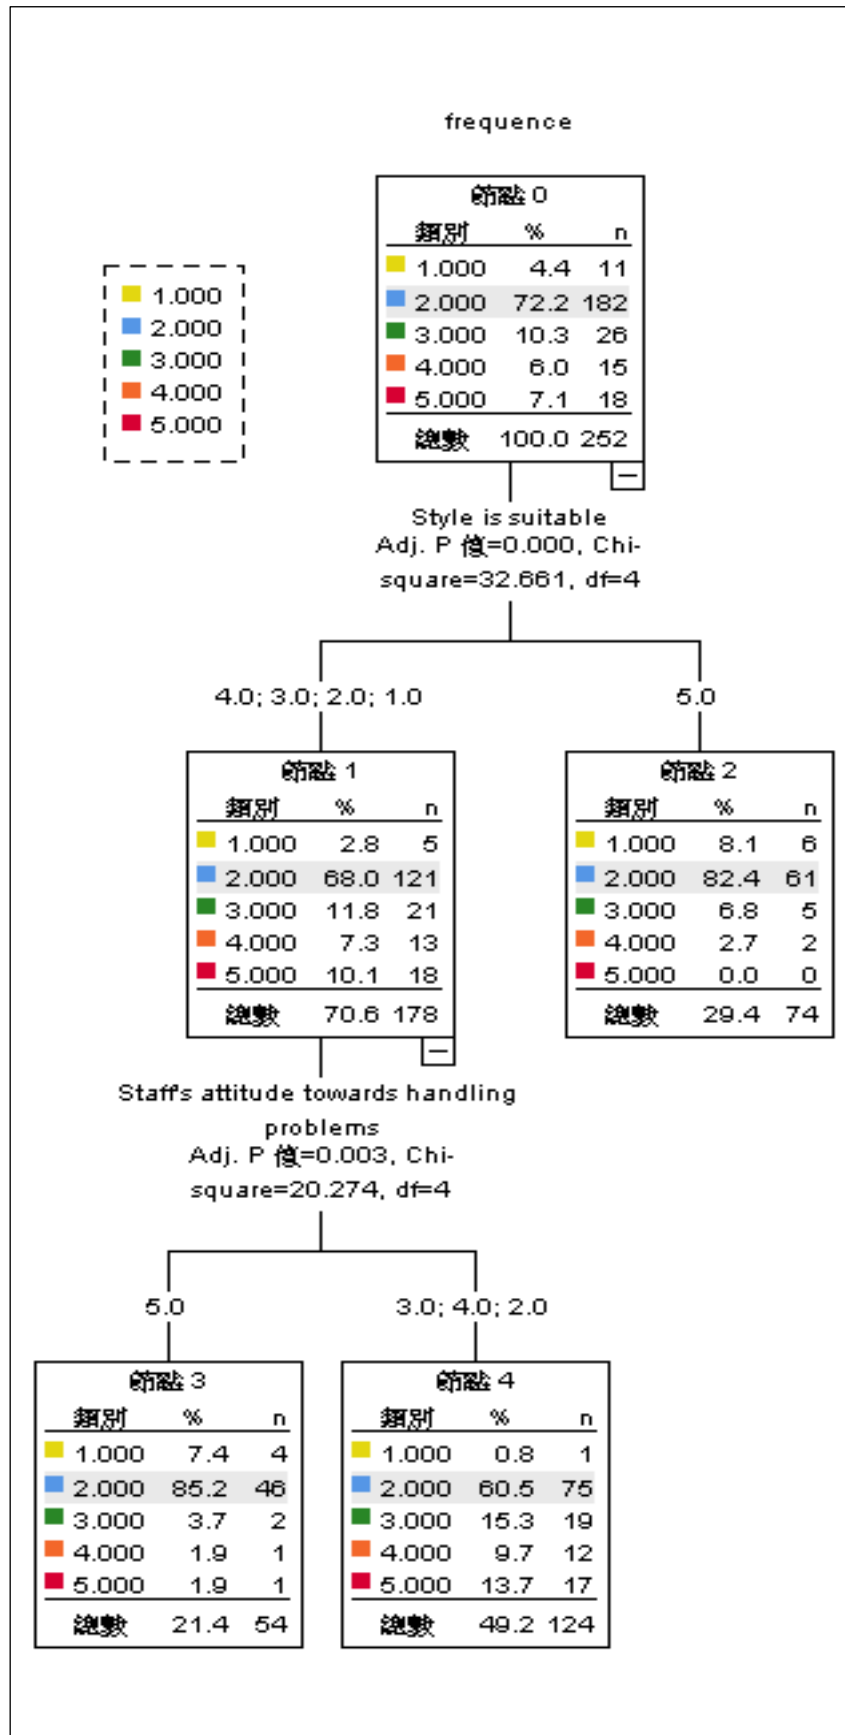 frequence
節點 0
類別 % n
1.000 4.4 11
2.000 72.2 182
3.000 10.3 26
4.000 6.0 15
5.000 7.1 18
總數 100.0 252
1.000
2.000
3.000
4.000
5.000
Style is suitable
Adj. P 值=0.000, Chi-
square=32.661, df=4
4.0; 3.0; 2.0; 1.0
5.0
節點 1
類別 % n
1.000 2.8 5
2.000 68.0 121
3.000 11.8 21
4.000 7.3 13
5.000 10.1 18
總數 70.6 178
節點 2
類別 % n
1.000 8.1 6
2.000 82.4 61
3.000 6.8 5
4.000 2.7 2
5.000 0.0 0
總數 29.4 74
Staff's attitude towards handling
problems
Adj. P 值=0.003, Chi-
square=20.274, df=4
5.0
3.0; 4.0; 2.0
節點 3
類別 % n
1.000 7.4 4
2.000 85.2 46
3.000 3.7 2
4.000 1.9 1
5.000 1.9 1
總數 21.4 54
節點 4
類別 % n
1.000 0.8 1
2.000 60.5 75
3.000 15.3 19
4.000 9.7 12
5.000 13.7 17
總數 49.2 124